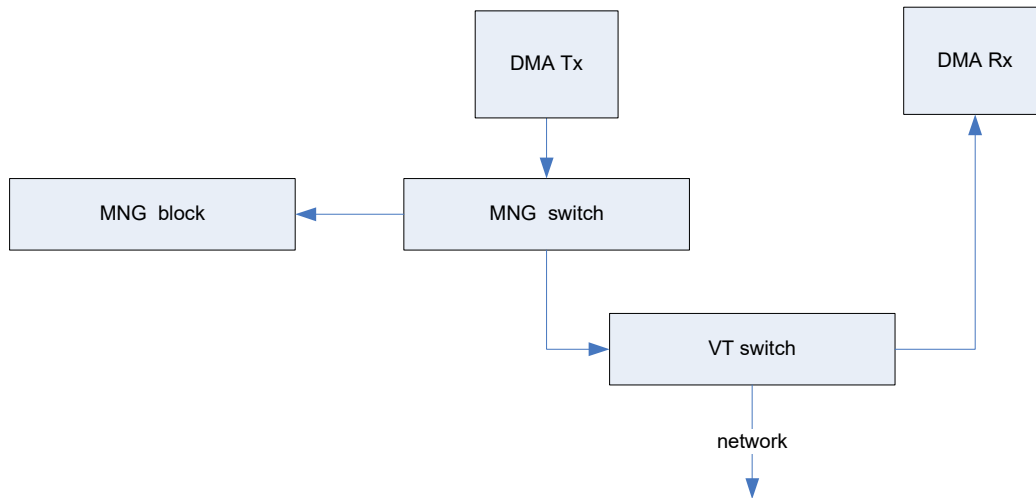 DMA Tx
DMA Rx
MNG block
MNG switch
VT switch
network